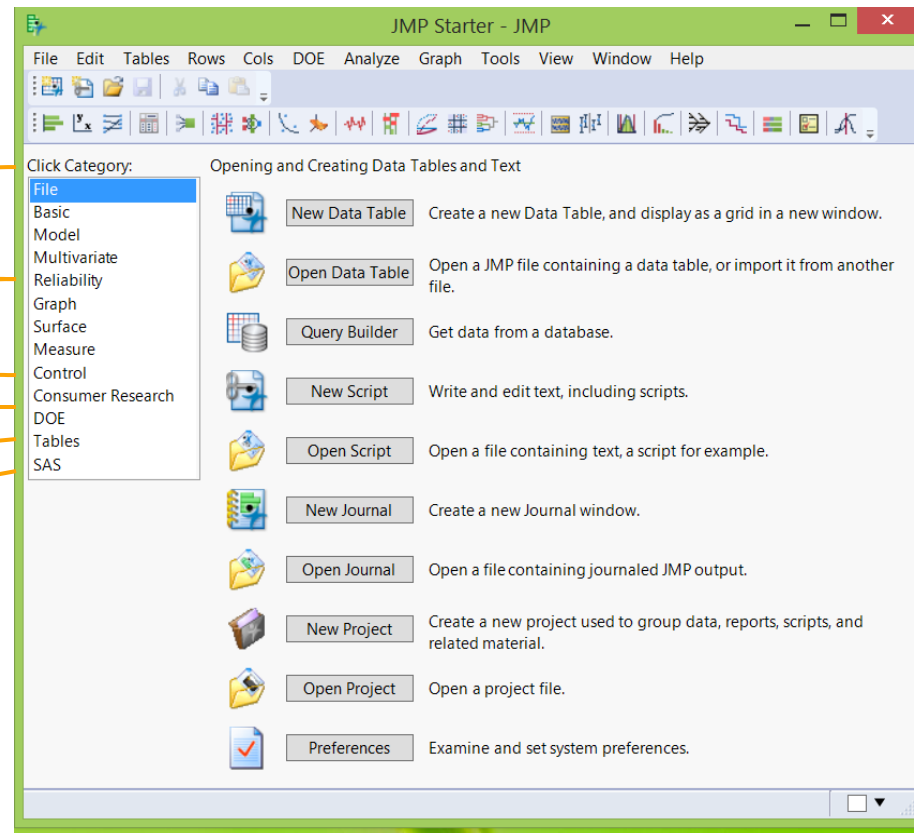 JMP Starter - JMP
File Edit Tables Rows Cols DOE Analyze Graph Tools View Window Help
Click Category:
File
Basic
Model
Multivariate
Reliability
Graph
Surface
Measure
Control
Consumer Research
DOE
Tables
SAS
Opening and Creating Data Tables and Text
New Data Table Create a new Data Table, and display as a grid in a new window.
Open Data Table Open a JMP file containing a data table, or import it from another
file.
Query Builder Get data from a database.
New Script Write and edit text, including scripts.
Open Script Open a file containing text, a script for example.
New Journal Create a new Journal window.
Open Journal Open a file containing journaled JMP output.
New Project Create a new project used to group data, reports, scripts, and
related material.
Open Project Open a project file.
Preferences Examine and set system preferences.